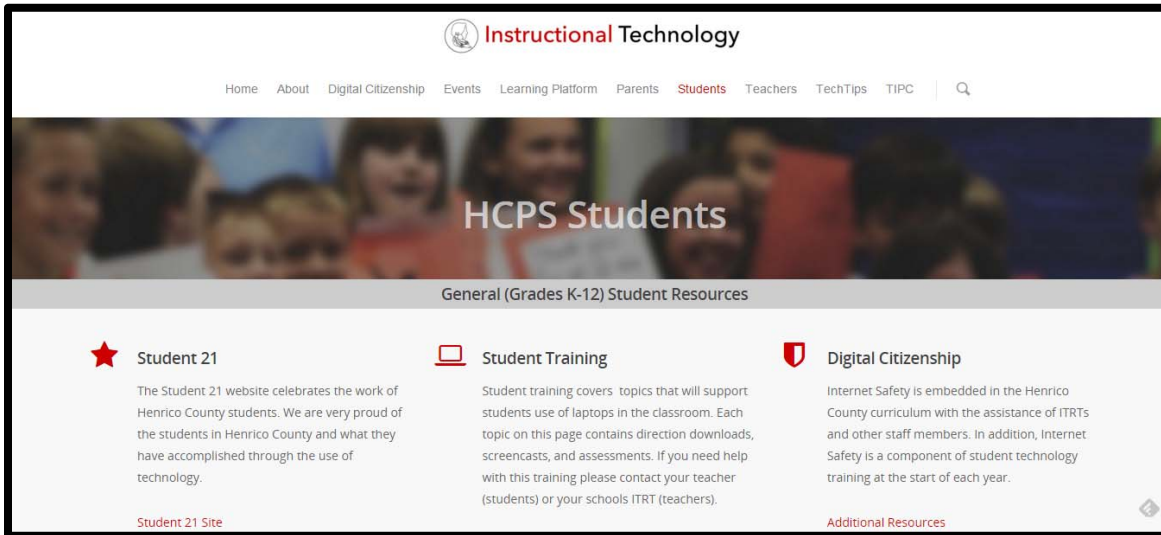 Instructional Technology
Home About Digital Citizenship Events Learning Platform Parents Students Teachers TechTips TIPC
HCPS Students
General (Grades K-12) Student Resources
Student 21
The Student 21 website celebrates the work of
Henrico County students. We are very proud of
the students in Henrico County and what they
have accomplished through the use of
technology.
Student 21 Site
Student Training
Student training covers topics that will support
students use of laptops in the classroom. Each
topic on this page contains direction downloads,
screencasts, and assessments. If you need help
with this training please contact your teacher
(students) or your schools ITRT (teachers).
Digital Citizenship
Internet Safety is embedded in the Henrico
County curriculum with the assistance of ITRTs
and other staff members. In addition, Internet
Safety is a component of student technology
training at the start of each year.
Additional Resources